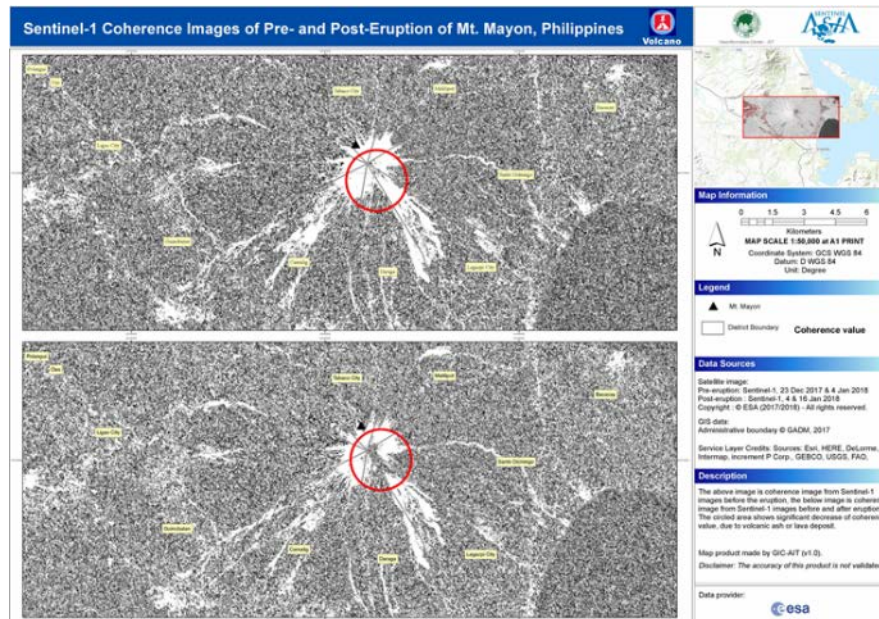 Sentinel-1 Coherence Images of Pre- and Post-Eruption of Mt. Mayon, Philippines
Volcano
SENTINEL
ASIA
Tabaco City
Ligao City
Santo Domingo
Guinobatan
Camalig
Daraga
Legazpi City
Polangui
Oas
Tabaco City
Malilipot
Bacacay
Ligao City
Santo Domingo
Guinobatan
Camalig
Daraga
Legazpi City
Map Information
0 1.5 3 4.5 6
Kilometers
N
MAP SCALE 1:50,000 at A1 PRINT
Coordinate System: GCS WGS 84
Datum: D WGS 84
Unit: Degree
Legend
Mt. Mayon
District Boundary
Coherence value
Data Sources
Satellite image:
Pre-eruption: Sentinel-1, 23 Dec 2017 & 4 Jan 2018
Post-eruption : Sentinel-1, 4 & 16 Jan 2018
Copyright : © ESA (2017/2018) - All rights reserved.
GIS data:
Administrative boundary © GADM, 2017
Service Layer Credits: Sources: Esri, HERE, DeLorme,
Intermap, increment P Corp., GEBCO, USGS, FAO,
Description
The above image is coherence image from Sentinel-1
images before the eruption, the below image is coheren
image from Sentinel-1 images before and after eruption
The circled area shows significant decrease of coheren
value, due to volcanic ash or lava deposit.
Map product made by GIC-AIT (v1.0).
Disclaimer: The accuracy of this product is not validate
Data provider:
esa